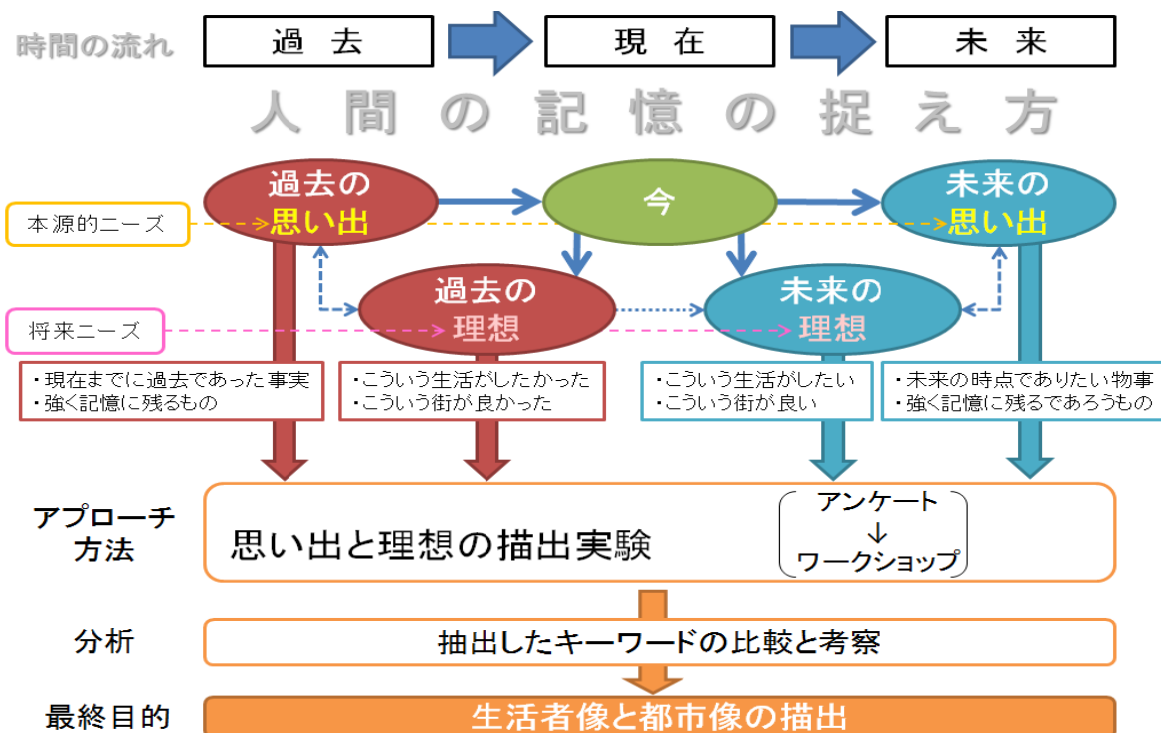 時間の流れ
過去
現在
未来
人間の記憶の捉え方
過去の
思い出
今
未来の
思い出
本源的ニーズ
過去の
理想
未来の
理想
将来ニーズ
・現在までに過去であった事実
・強く記憶に残るもの
・こういう生活がしたかった
・こういう街が良かった
・こういう生活がしたい
・こういう街が良い
・未来の時点でありたい物事
・強く記憶に残るであろうもの
アプローチ
方法
思い出と理想の描出実験
アンケート
↓
ワークショップ
分析
抽出したキーワードの比較と考察
最終目的
生活者像と都市像の描出